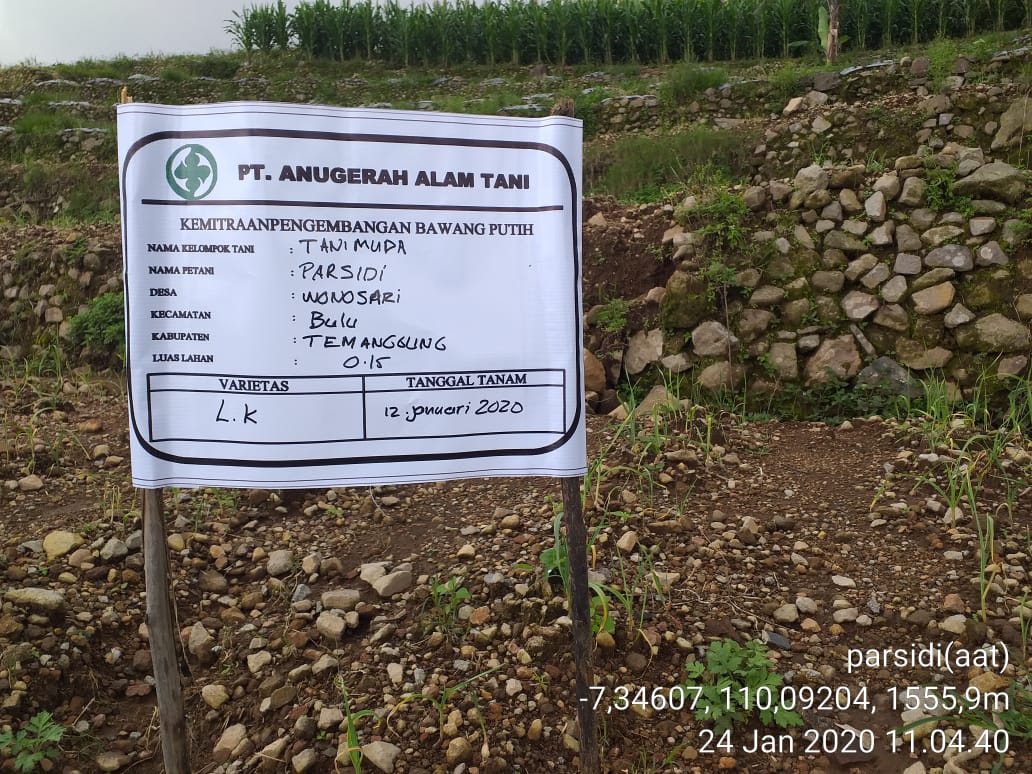 PT. ANUGERAH ALAM TANI
KEMITRAANPENGEMBANGAN BAWANG PUTIH
NAMA KELOMPOK TANI : TANI MUDA
NAMA PETANI : PARSIDI
DESA : WONOSARI
KECAMATAN : Bulu
KABUPATEN : TEMANGGUNG
LUAS LAHAN : 0.15
VARIETAS TANGGAL TANAM
L.K 12. januari 2020
parsidi(aat)
-7,34607, 110,09204, 1555,9m
24 Jan 2020 11.04.40